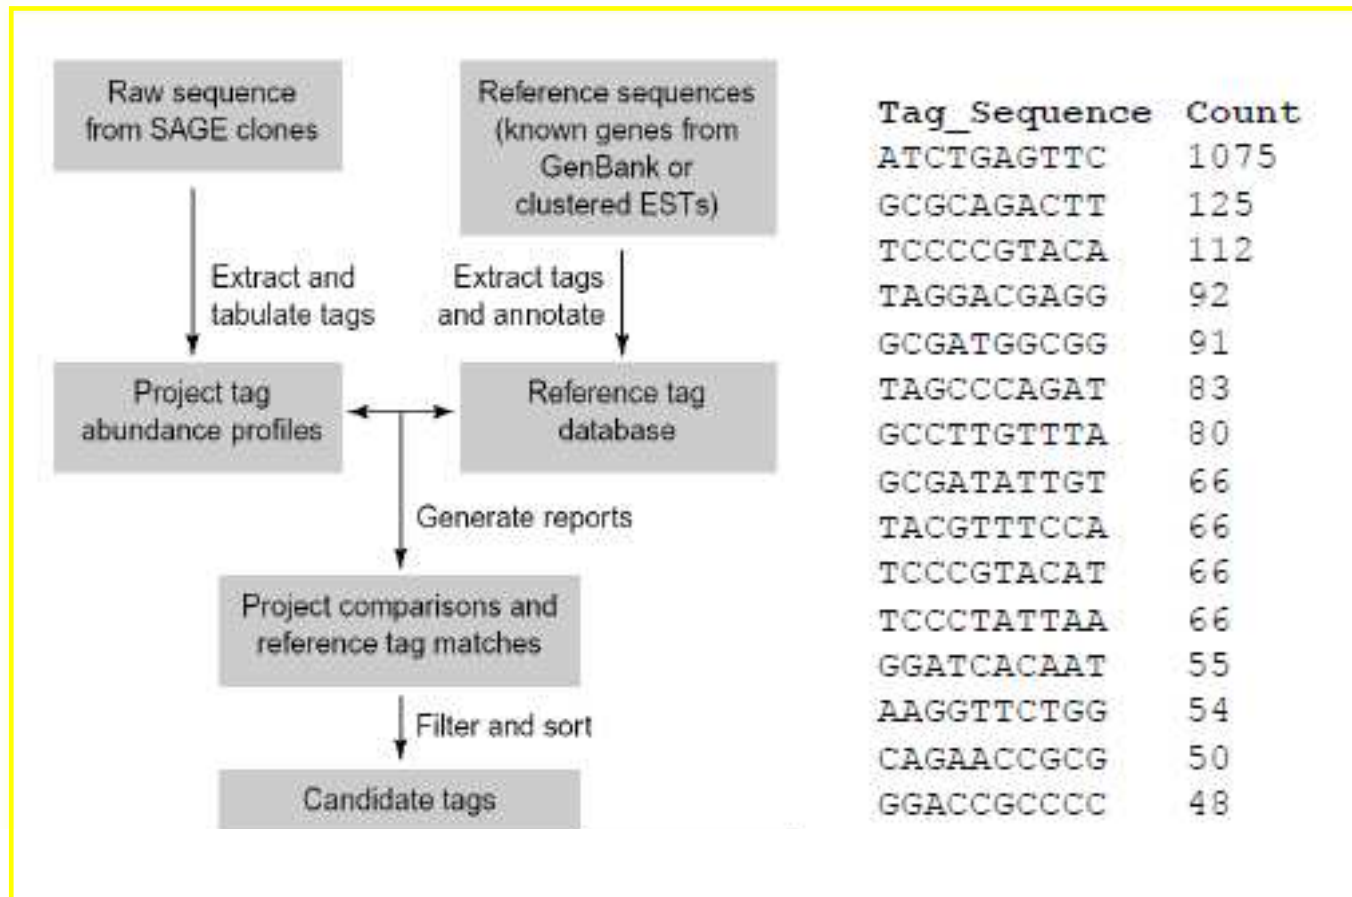 Raw sequence
from SAGE clones
Reference sequences
(known genes from
GenBank or
clustered ESTs)
Extract and
tabulate tags
Extract tags
and annotate
Project tag
abundance profiles
Reference tag
database
Generate reports
Project comparisons and
reference tag matches
Filter and sort
Candidate tags
Tag_Sequence Count
ATCTGAGTTC 1075
GCGCAGACTT 125
TCCCCGTACA 112
TAGGACGAGG 92
GCGATGGCGG 91
TAGCCCAGAT 83
GCCTTGTTTA 80
GCGATATTGT 66
TACGTTTCCA 66
TCCCGTACAT 66
TCCCTATTAA 66
GGATCACAAT 55
AAGGTTCTGG 54
CAGAACCGCG 50
GGACCGCCCC 48